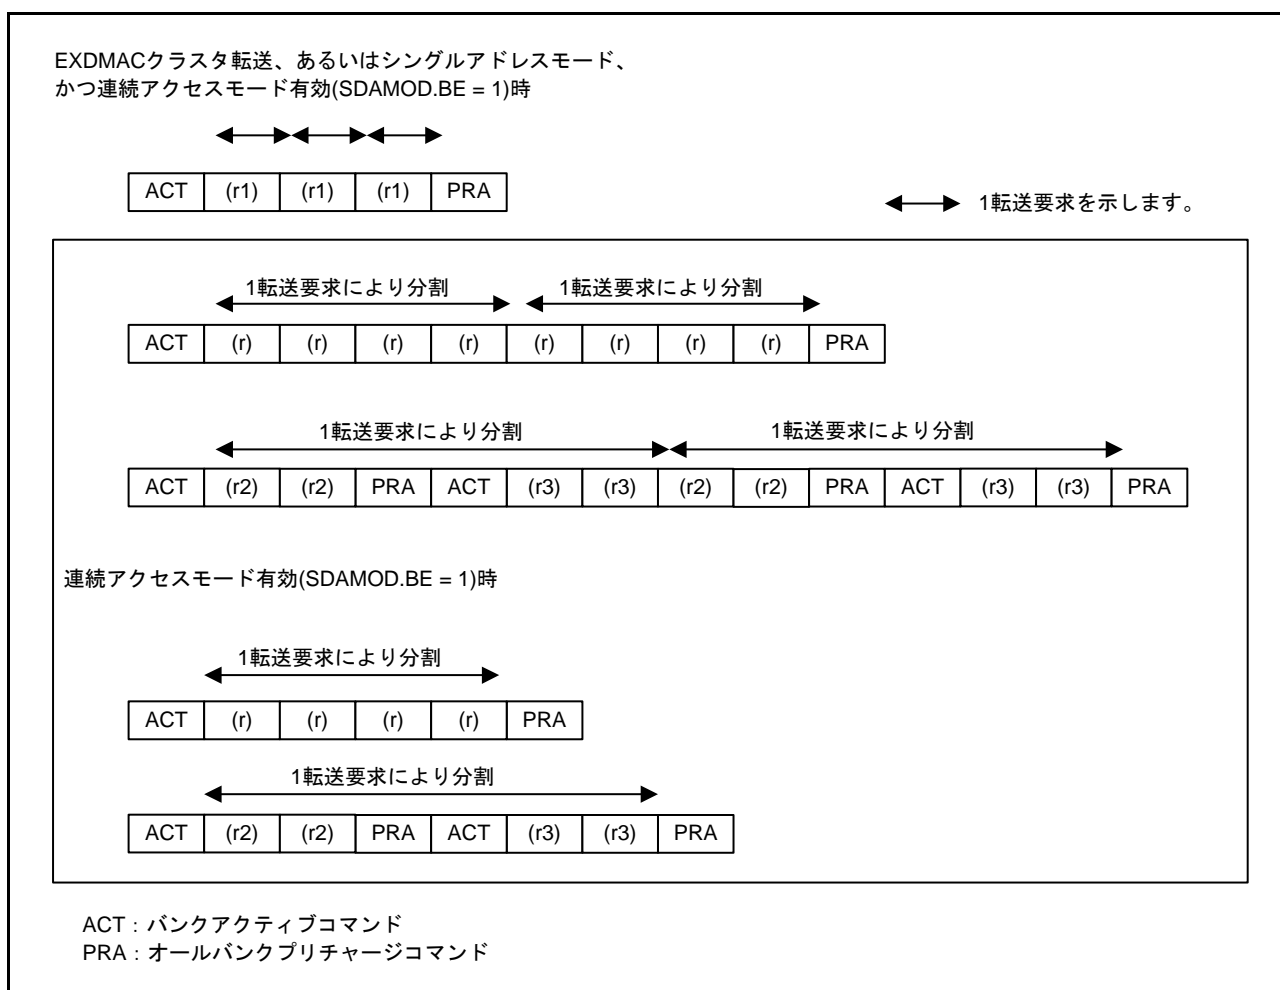 EXDMACクラスタ転送、あるいはシングルアドレスモード、
かつ連続アクセスモード有効(SDAMOD.BE = 1)時
ACT (r1) (r1) (r1) PRA
1転送要求を示します。
1転送要求により分割 1転送要求により分割
ACT (r) (r) (r) (r) (r) (r) (r) (r) PRA
1転送要求により分割 1転送要求により分割
ACT (r2) (r2) PRA ACT (r3) (r3) (r2) (r2) PRA ACT (r3) (r3) PRA
連続アクセスモード有効(SDAMOD.BE = 1)時
1転送要求により分割
ACT (r) (r) (r) (r) PRA
1転送要求により分割
ACT (r2) (r2) PRA ACT (r3) (r3) PRA
ACT：バンクアクティブコマンド
PRA：オールバンクプリチャージコマンド